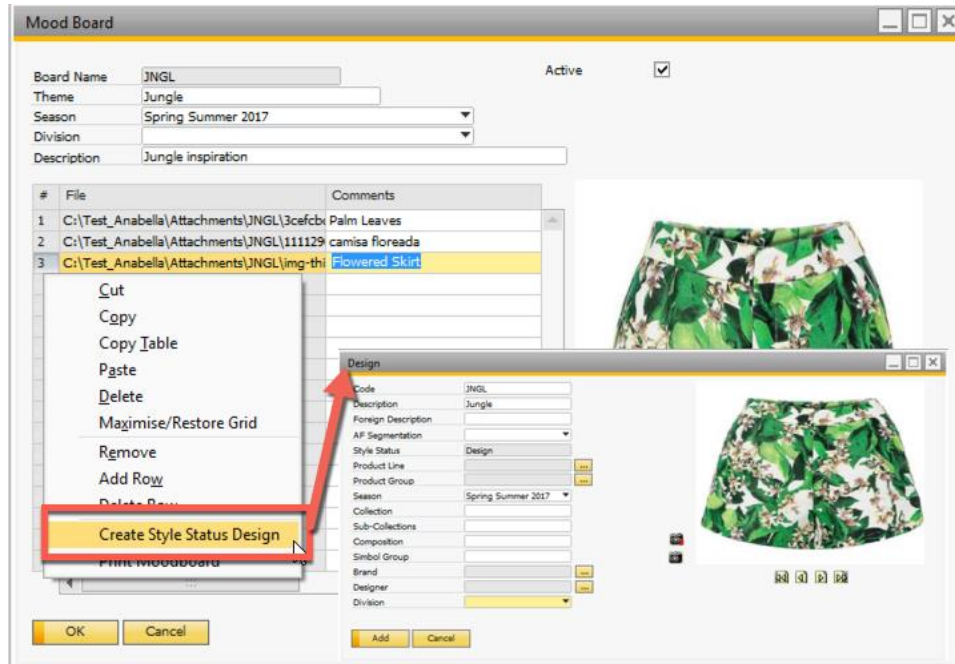 Mood Board
Board Name JNGL
Active
Theme Jungle
Season Spring Summer 2017
Division
Description Jungle inspiration
# File Comments
1 C:\Test_Anabella\Attachments\JNGL\3cefcb Palm Leaves
2 C:\Test_Anabella\Attachments\JNGL\111129 camisa floreada
3 C:\Test_Anabella\Attachments\JNGL\img-thi Flowered Skirt
Cut
Copy
Copy Table
Paste
Delete
Maximise/Restore Grid
Remove
Add Row
Delete Row
Create Style Status Design
Print Moodboard
OK Cancel
Design
Code JNGL
Description Jungle
Foreign Description
AF Segmentation
Style Status Design
Product Line ...
Product Group ...
Season Spring Summer 2017
Collection
Sub-Collections
Composition
Simbol Group
Brand ...
Designer ...
Division
Add Cancel